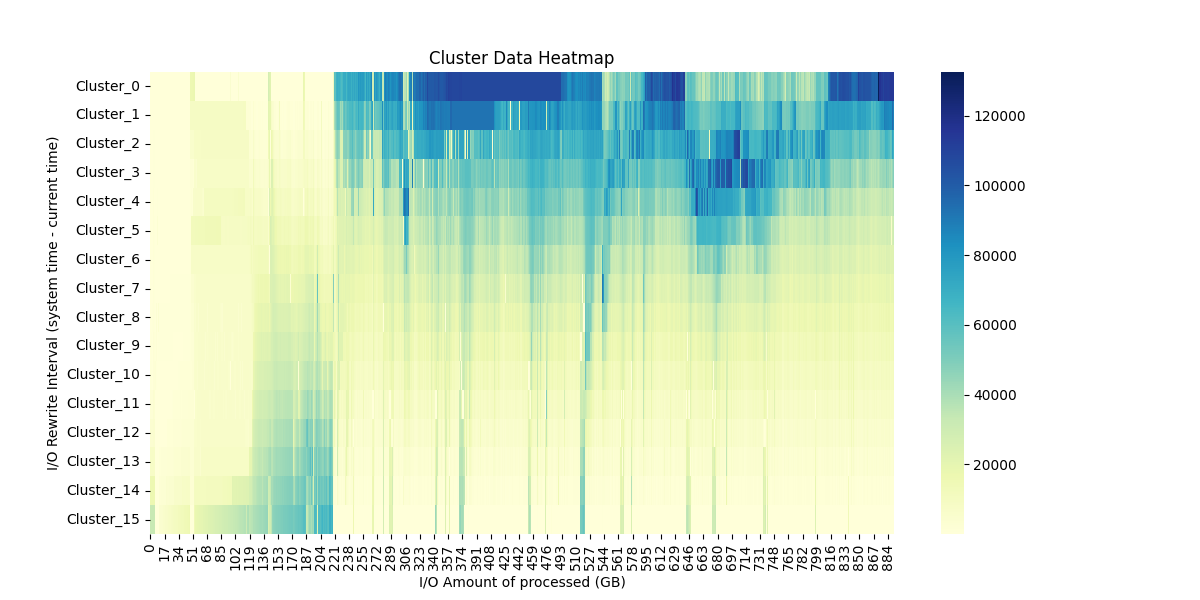 Cluster Data Heatmap
I/O Rewrite Interval (system time - current time)
Cluster_0
Cluster_1
Cluster_2
Cluster_3
Cluster_4
Cluster_5
Cluster_6
Cluster_7
Cluster_8
Cluster_9
Cluster_10
Cluster_11
Cluster_12
Cluster_13
Cluster_14
Cluster_15
0 17 34 51 68 85 102 119 136 153 170 187 204 221 238 255 272 289 306 323 340 357 374 391 408 425 442 459 476 493 510 527 544 561 578 595 612 629 646 663 680 697 714 731 748 765 782 799 816 833 850 867 884
I/O Amount of processed (GB)
120000
100000
80000
60000
40000
20000